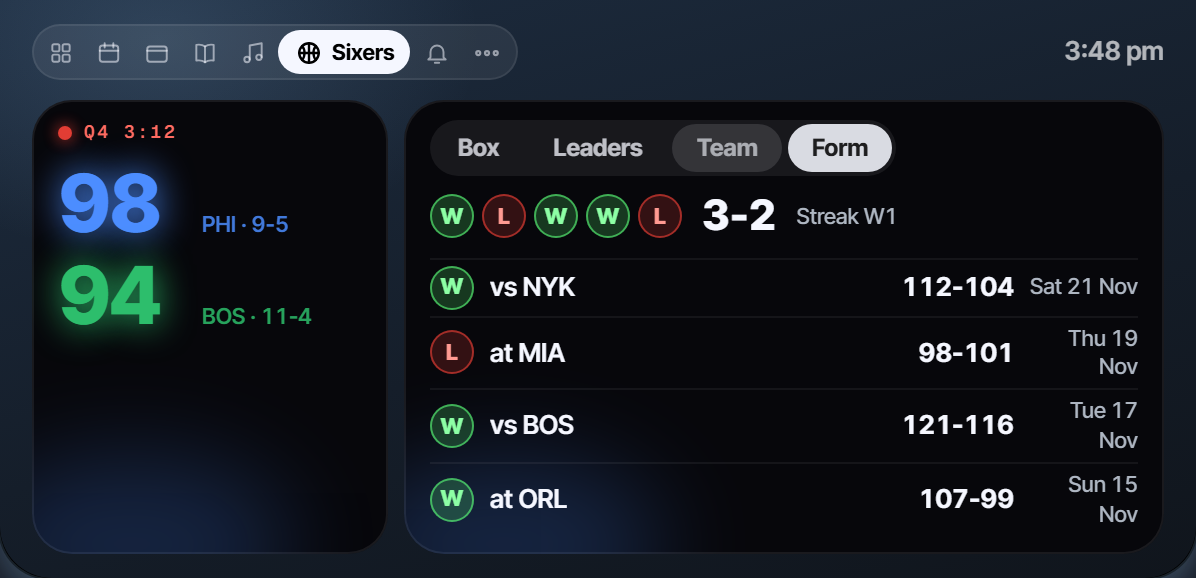 Sixers
3:48 pm
Q4 3:12
98 PHI · 9-5
94 BOS · 11-4
Box Leaders Team Form
W L W W L 3-2 Streak W1
W vs NYK 112-104 Sat 21 Nov
L at MIA 98-101 Thu 19
Nov
W vs BOS 121-116 Tue 17
Nov
W at ORL 107-99 Sun 15
Nov